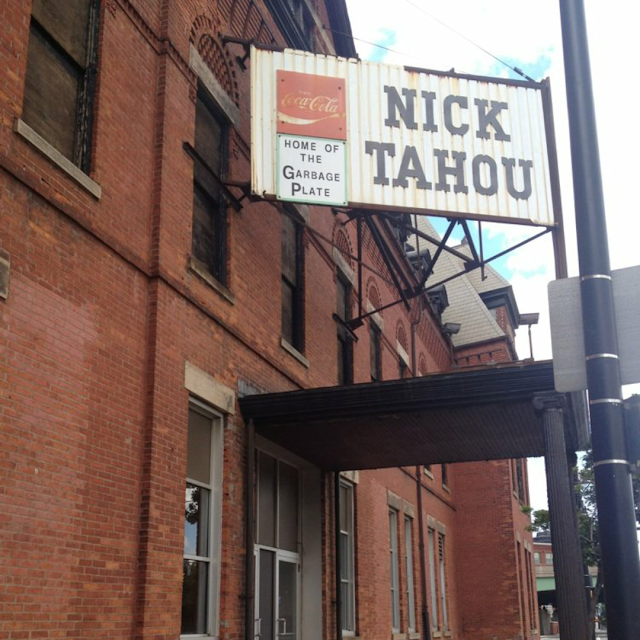 Coca-Cola
HOME OF
THE
GARBAGE
PLATE
NICK
TAHOU